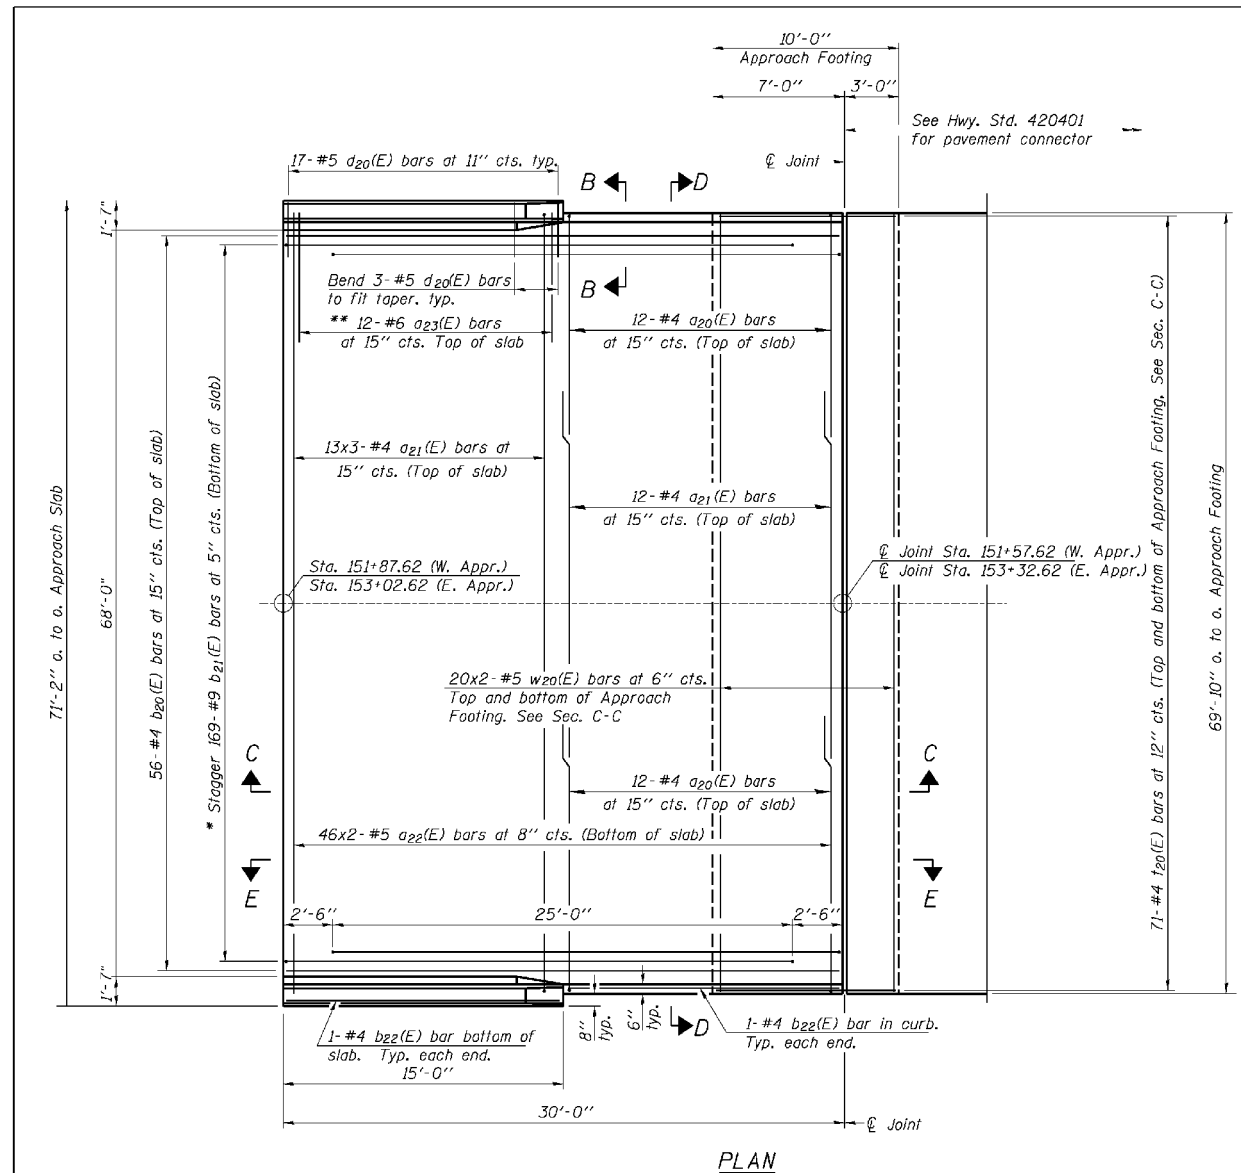 10'-0"
Approach Footing
7'-0"
3'-0"
See Hwy. Std. 420401
for pavement connector
℄ Joint
17-#5 d20(E) bars at 11" cts. typ.
B
D
1'-7"
Bend 3-#5 d20(E) bars
to fit taper, typ.
B
** 12-#6 a23(E) bars
at 15" cts. Top of slab
12-#4 a20(E) bars
at 15" cts. (Top of slab)
13x3-#4 a21(E) bars at
15" cts. (Top of slab)
12-#4 a21(E) bars
at 15" cts. (Top of slab)
Sta. 151+87.62 (W. Appr.)
Sta. 153+02.62 (E. Appr.)
℄ Joint Sta. 151+57.62 (W. Appr.)
℄ Joint Sta. 153+32.62 (E. Appr.)
71'-2" o. to o. Approach Slab
68'-0"
56-#4 b20(E) bars at 15" cts. (Top of slab)
* Stagger 169-#9 b21(E) bars at 5" cts. (Bottom of slab)
71-#4 t20(E) bars at 12" cts. (Top and bottom of Approach Footing, See Sec. C-C)
69'-10" o. to o. Approach Footing
20x2-#5 w20(E) bars at 6" cts.
Top and bottom of Approach
Footing. See Sec. C-C
C
C
12-#4 a20(E) bars
at 15" cts. (Top of slab)
46x2-#5 a22(E) bars at 8" cts. (Bottom of slab)
E
E
2'-6"
25'-0"
2'-6"
1'-7"
1-#4 b22(E) bar bottom of
slab. Typ. each end.
8"
typ.
6"
typ.
D
1-#4 b22(E) bar in curb.
Typ. each end.
15'-0"
30'-0"
℄ Joint
PLAN